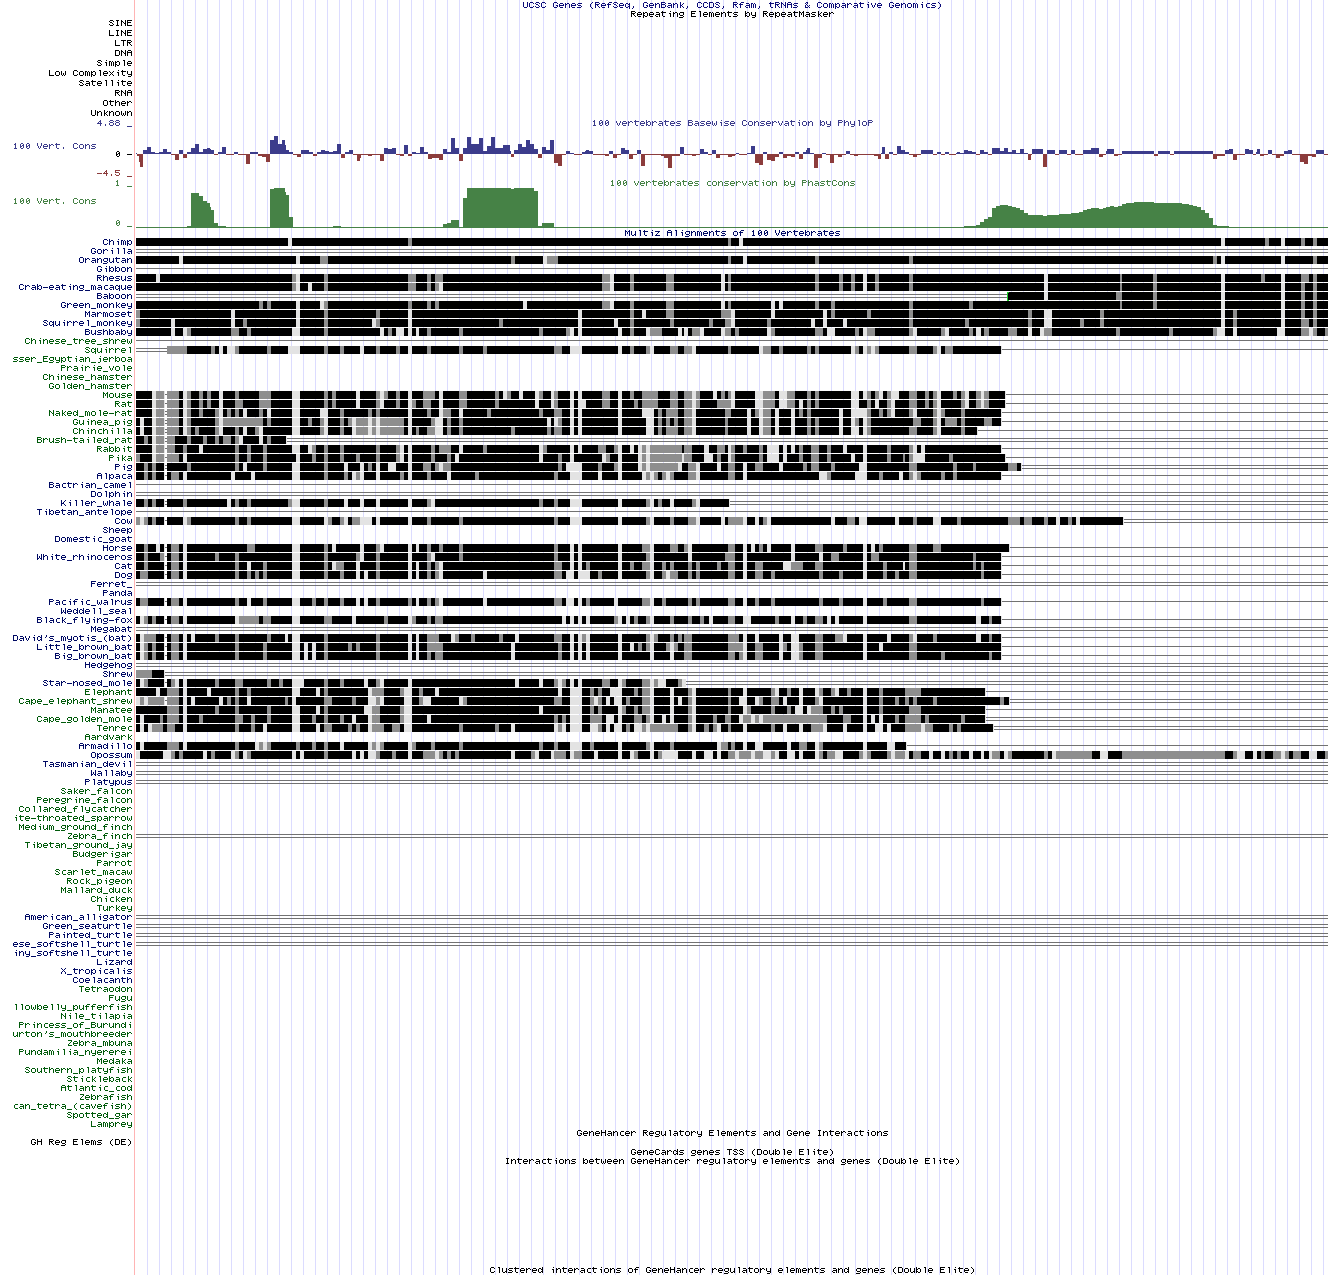 UCSC Genes (RefSeq, GenBank, CCDS, Rfam, tRNAs & Comparative Genomics)
Repeating Elements by RepeatMasker
SINE
LINE
LTR
DNA
Simple
Low Complexity
Satellite
RNA
Other
Unknown
100 vertebrates Basewise Conservation by PhyloP
4.88 _
100 Vert. Cons
0 -
-4.5 _
100 vertebrates conservation by PhastCons
1 _
100 Vert. Cons
0 _
Multiz Alignments of 100 Vertebrates
Chimp
Gorilla
Orangutan
Gibbon
Rhesus
Crab-eating_macaque
Baboon
Green_monkey
Marmoset
Squirrel_monkey
Bushbaby
Chinese_tree_shrew
Squirrel
sser_Egyptian_jerboa
Prairie_vole
Chinese_hamster
Golden_hamster
Mouse
Rat
Naked_mole-rat
Guinea_pig
Chinchilla
Brush-tailed_rat
Rabbit
Pika
Pig
Alpaca
Bactrian_camel
Dolphin
Killer_whale
Tibetan_antelope
Cow
Sheep
Domestic_goat
Horse
White_rhinoceros
Cat
Dog
Ferret_
Panda
Pacific_walrus
Weddell_seal
Black_flying-fox
Megabat
David's_myotis_(bat)
Little_brown_bat
Big_brown_bat
Hedgehog
Shrew
Star-nosed_mole
Elephant
Cape_elephant_shrew
Manatee
Cape_golden_mole
Tenrec
Aardvark
Armadillo
Opossum
Tasmanian_devil
Wallaby
Platypus
Saker_falcon
Peregrine_falcon
Collared_flycatcher
ite-throated_sparrow
Medium_ground_finch
Zebra_finch
Tibetan_ground_jay
Budgerigar
Parrot
Scarlet_macaw
Rock_pigeon
Mallard_duck
Chicken
Turkey
American_alligator
Green_seaturtle
Painted_turtle
ese_softshell_turtle
iny_softshell_turtle
Lizard
X_tropicalis
Coelacanth
Tetraodon
Fugu
llowbelly_pufferfish
Nile_tilapia
Princess_of_Burundi
urton's_mouthbreeder
Zebra_mbuna
Pundamilia_nyererei
Medaka
Southern_platyfish
Stickleback
Atlantic_cod
Zebrafish
can_tetra_(cavefish)
Spotted_gar
Lamprey
GeneHancer Regulatory Elements and Gene Interactions
GH Reg Elems (DE)
GeneCards genes TSS (Double Elite)
Interactions between GeneHancer regulatory elements and genes (Double Elite)
Clustered interactions of GeneHancer regulatory elements and genes (Double Elite)